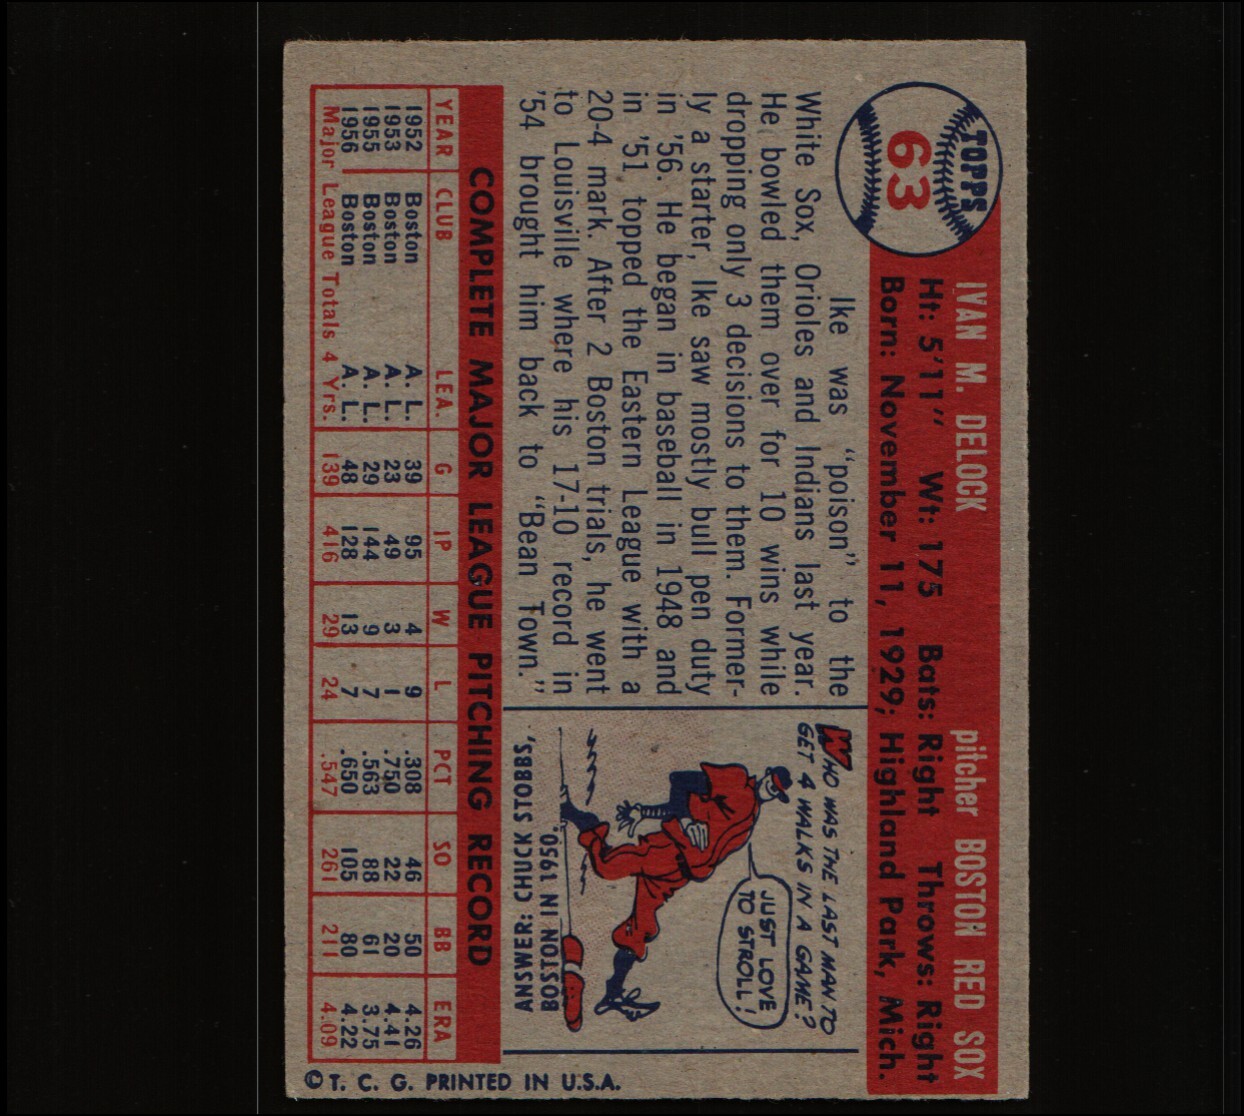 TOPPS
63
IVAN M. DELOCK pitcher BOSTON RED SOX
Ht: 5'11" Wt: 175 Bats: Right Throws: Right
Born: November 11, 1929; Highland Park, Mich.
Ike was “poison” to the
White Sox, Orioles and Indians last year.
He bowled them over for 10 wins while
dropping only 3 decisions to them. Former-
ly a starter, Ike saw mostly bull pen duty
in '56. He began in baseball in 1948 and
in '51, topped the Eastern League with a
20-4 mark. After 2 Boston trials, he went
to Louisville where his 17-10 record in
'54 brought him back to “Bean Town.”
WHO WAS THE LAST MAN TO
GET 4 WALKS IN A GAME?
JUST LOVE
TO STROLL!
ANSWER: CHUCK STOBBS,
BOSTON IN 1950.
COMPLETE MAJOR LEAGUE PITCHING RECORD
YEAR CLUB LEA. G IP W L PCT SO BB ERA
1952 Boston A. L. 39 95 4 9 .308 46 50 4.26
1953 Boston A. L. 23 49 3 1 .750 22 20 4.41
1955 Boston A. L. 29 144 9 7 .563 88 61 3.75
1956 Boston A. L. 48 128 13 7 .650 105 80 4.22
Major League Totals 4 Yrs. 139 416 29 24 .547 261 211 4.09
© T. C. G. PRINTED IN U.S.A.